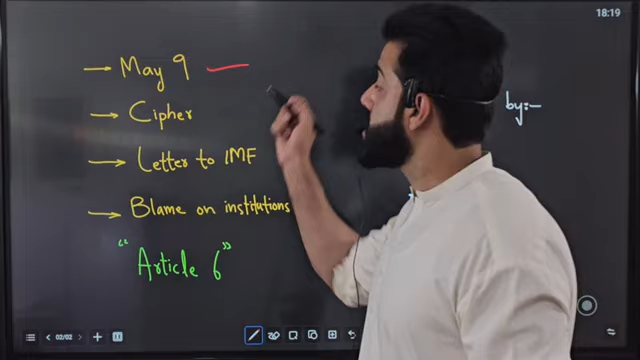 18:19
→ May 9 —
→ Cipher
→ Letter to IMF
→ Blame on institutions
by:-
" Article 6 "
02/02